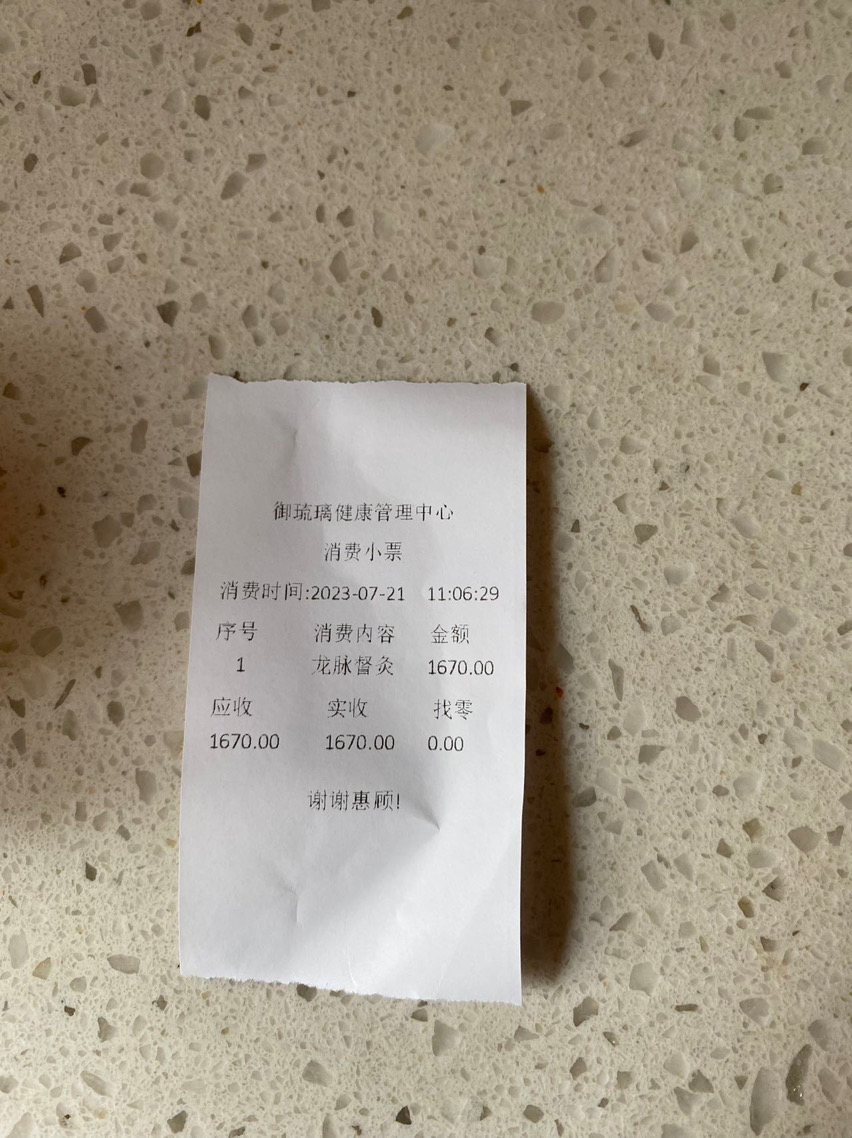 御琉璃健康管理中心
消费小票
消费时间:2023-07-21 11:06:29
序号 消费内容 金额
1 龙脉督灸 1670.00
应收 实收 找零
1670.00 1670.00 0.00
谢谢惠顾!